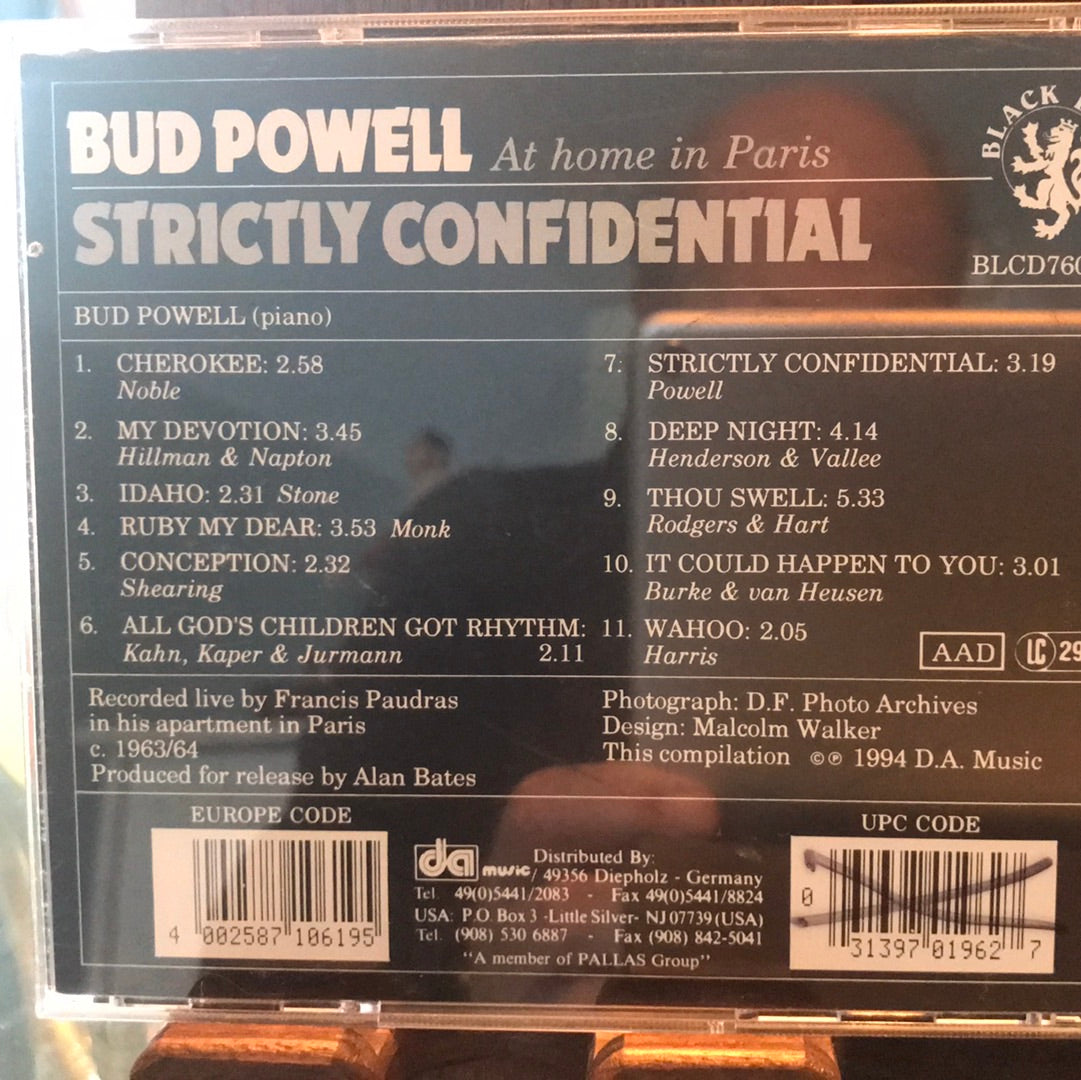 BUD POWELL At home in Paris
BLACK
STRICTLY CONFIDENTIAL
BLCD760
BUD POWELL (piano)
1. CHEROKEE: 2.58
Noble
2. MY DEVOTION: 3.45
Hillman & Napton
3. IDAHO: 2.31 Stone
4. RUBY MY DEAR: 3.53 Monk
5. CONCEPTION: 2.32
Shearing
6. ALL GOD'S CHILDREN GOT RHYTHM:
Kahn, Kaper & Jurmann 2.11
7. STRICTLY CONFIDENTIAL: 3.19
Powell
8. DEEP NIGHT: 4.14
Henderson & Vallee
9. THOU SWELL: 5.33
Rodgers & Hart
10. IT COULD HAPPEN TO YOU: 3.01
Burke & van Heusen
11. WAHOO: 2.05
Harris
AAD LC 29
Recorded live by Francis Paudras
in his apartment in Paris
c. 1963/64
Produced for release by Alan Bates
Photograph: D.F. Photo Archives
Design: Malcolm Walker
This compilation ©℗ 1994 D.A. Music
EUROPE CODE
4 002587 106195
da music
Distributed By:
/ 49356 Diepholz - Germany
Tel. 49(0)5441/2083 - Fax 49(0)5441/8824
USA: P.O. Box 3 -Little Silver- NJ 07739 (USA)
Tel. (908) 530 6887 - Fax (908) 842-5041
"A member of PALLAS Group"
UPC CODE
0 31397 01962 7